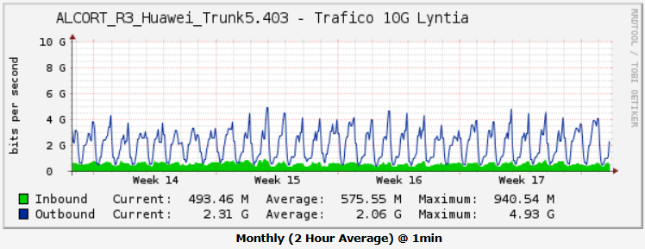 ALCORT_R3_Huawei_Trunk5.403 - Trafico 10G Lyntia
RRDTOOL / TOBI OETIKER
bits per second
10 G
8 G
6 G
4 G
2 G
0
Week 14 Week 15 Week 16 Week 17
Inbound Current: 493.46 M Average: 575.55 M Maximum: 940.54 M
Outbound Current: 2.31 G Average: 2.06 G Maximum: 4.93 G
Monthly (2 Hour Average) @ 1min